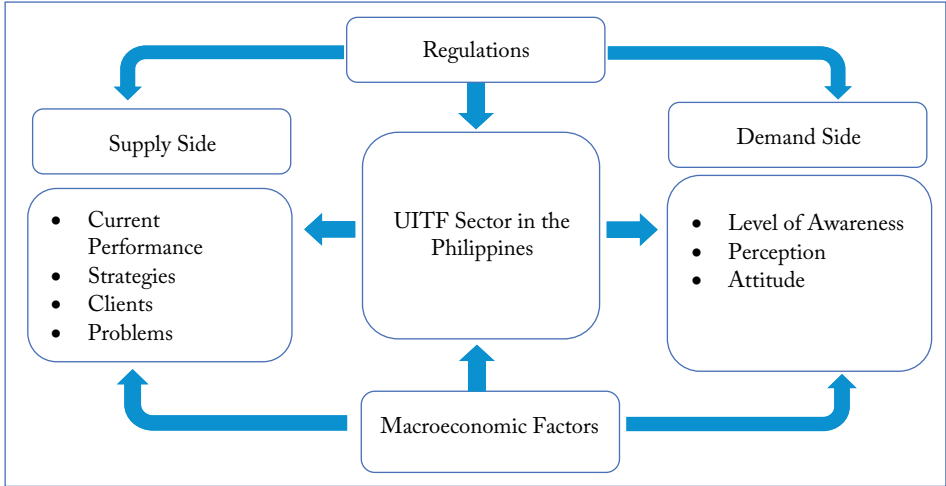 Regulations
Supply Side
Demand Side
• Current
Performance
• Strategies
• Clients
• Problems
UITF Sector in the
Philippines
• Level of Awareness
• Perception
• Attitude
Macroeconomic Factors